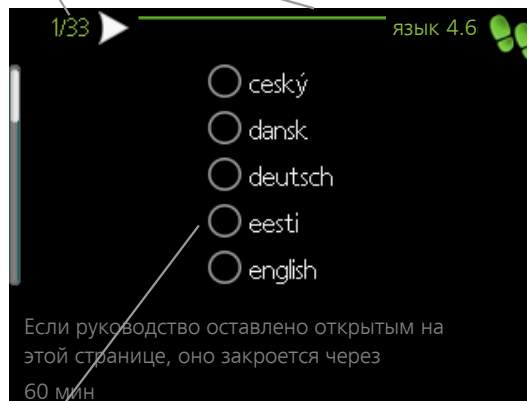 1/33
язык 4.6
ceský
dansk
deutsch
eesti
english
Если руководство оставлено открытым на
этой странице, оно закроется через
60 мин